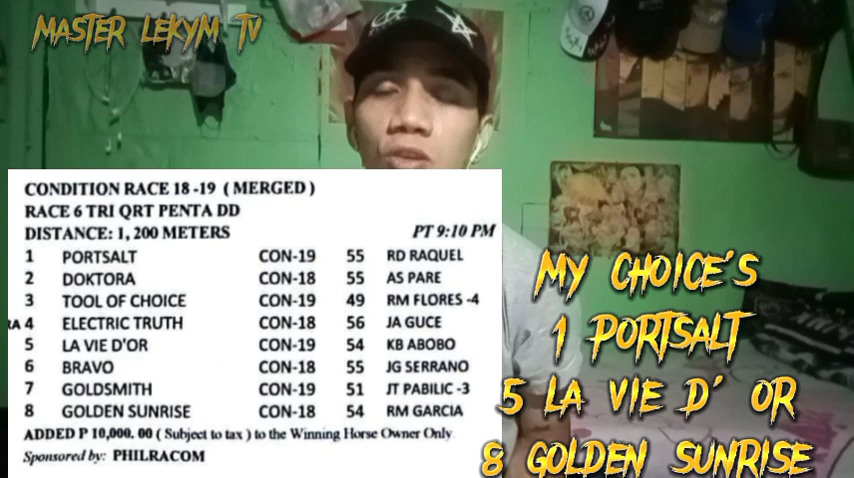 MASTER LEKYM TV
CONDITION RACE 18-19 ( MERGED )
RACE 6 TRI QRT PENTA DD
DISTANCE: 1, 200 METERS PT 9:10 PM
1 PORTSALT CON-19 55 RD RAQUEL
2 DOKTORA CON-18 55 AS PARE
3 TOOL OF CHOICE CON-19 49 RM FLORES -4
RA 4 ELECTRIC TRUTH CON-18 56 JA GUCE
5 LA VIE D'OR CON-19 54 KB ABOBO
6 BRAVO CON-18 55 JG SERRANO
7 GOLDSMITH CON-19 51 JT PABILIC -3
8 GOLDEN SUNRISE CON-18 54 RM GARCIA
ADDED P 10,000. 00 ( Subject to tax ) to the Winning Horse Owner Only
Sponsored by: PHILRACOM
MY CHOICE'S
1 PORTSALT
5 LA VIE D' OR
8 GOLDEN SUNRISE